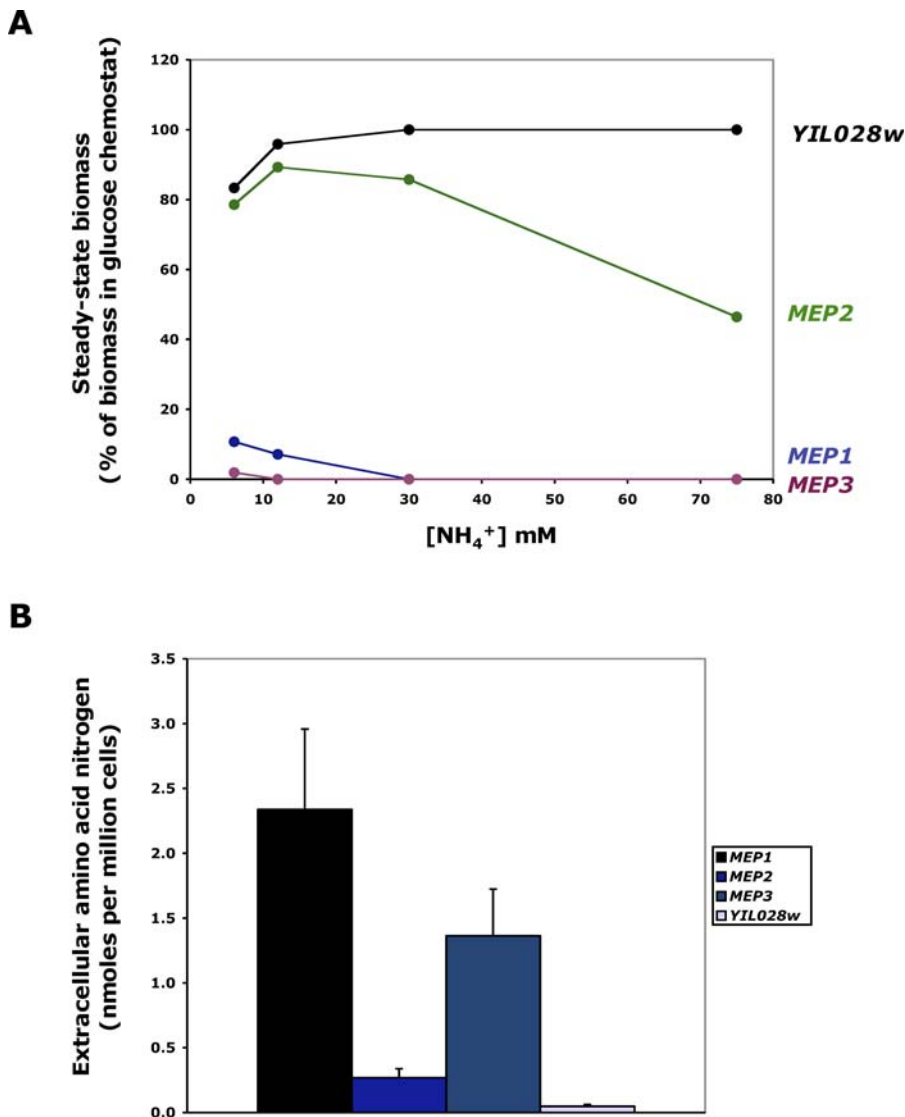 A
Steady-state biomass
(% of biomass in glucose chemostat)
120
100
80
60
40
20
0
0
10
20
30
40
50
60
70
80
[NH₄⁺] mM
YIL028w
MEP2
MEP1
MEP3
B
Extracellular amino acid nitrogen
(nmoles per million cells)
3.5
3.0
2.5
2.0
1.5
1.0
0.5
0.0
MEP1
MEP2
MEP3
YIL028w